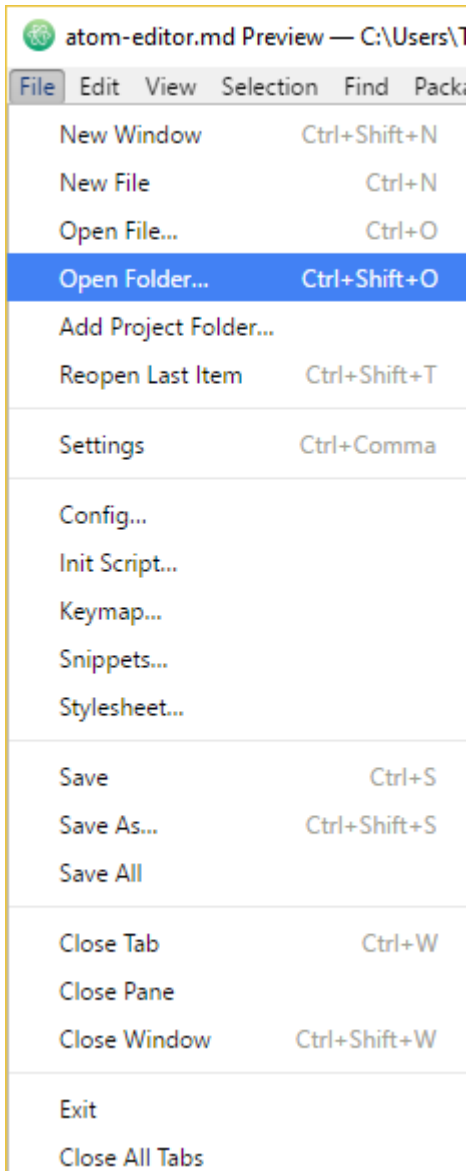 atom-editor.md Preview — C:\Users\
File Edit View Selection Find
New Window Ctrl+Shift+N
New File Ctrl+N
Open File... Ctrl+O
Open Folder... Ctrl+Shift+O
Add Project Folder...
Reopen Last Item Ctrl+Shift+T
Settings Ctrl+Comma
Config...
Init Script...
Keymap...
Snippets...
Stylesheet...
Save Ctrl+S
Save As... Ctrl+Shift+S
Save All
Close Tab Ctrl+W
Close Pane
Close Window Ctrl+Shift+W
Exit
Close All Tabs